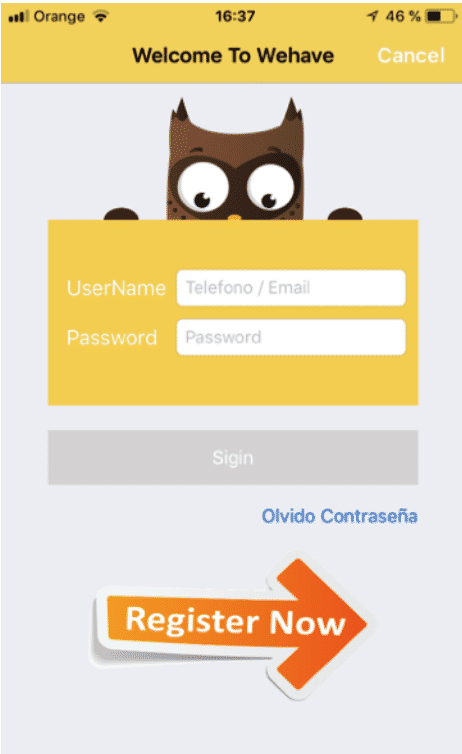 Orange 16:37 46 %
Welcome To Wehave Cancel
UserName Telefono / Email
Password Password
Sigin
Olvido Contraseña
Register Now